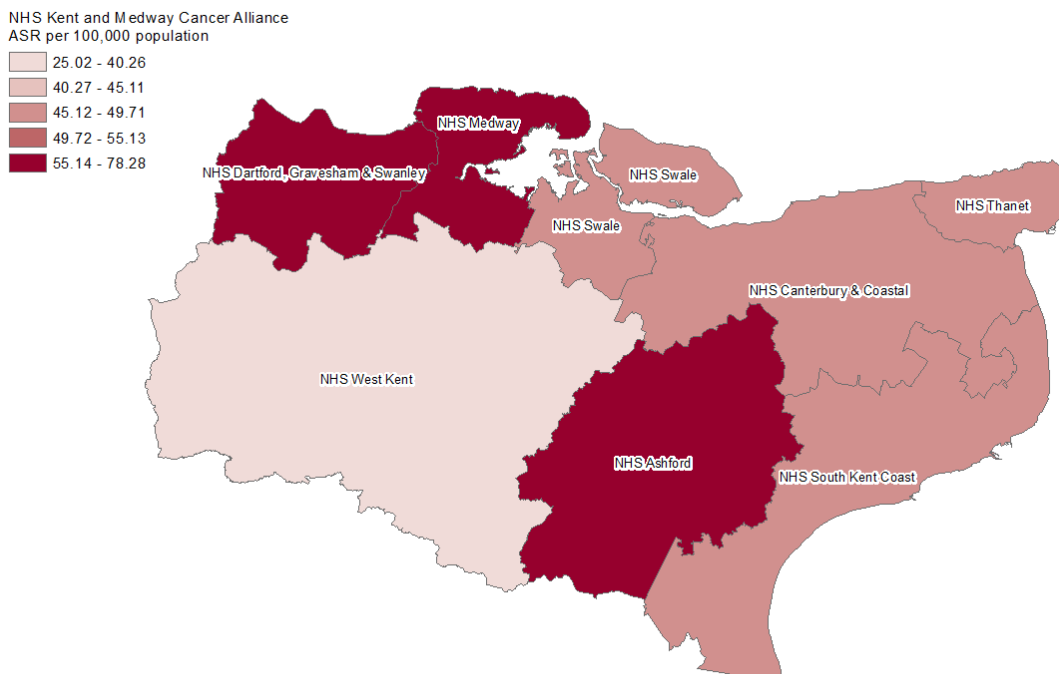 NHS Kent and Medway Cancer Alliance
ASR per 100,000 population
25.02 - 40.26
40.27 - 45.11
45.12 - 49.71
49.72 - 55.13
55.14 - 78.28
NHS Medway
NHS Dartford, Gravesham & Swanley
NHS Swale
NHS Thanet
NHS Swale
NHS Canterbury & Coastal
NHS West Kent
NHS Ashford
NHS South Kent Coast